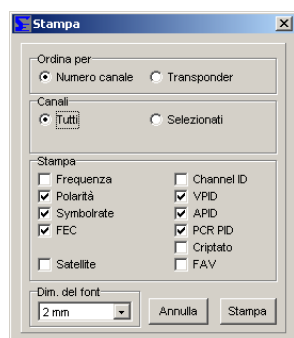 Stampa
Ordina per
Numero canale Transponder
Canali
Tutti Selezionati
Stampa
Frequenza Channel ID
Polarità VPID
Symbolrate APID
FEC PCR PID
Criptato
Satellite FAV
Dim. del font
2 mm Annulla Stampa